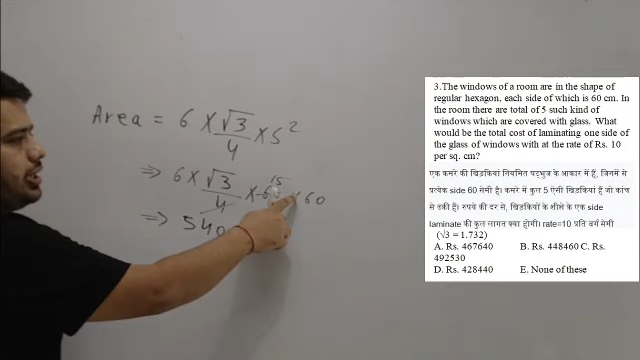 Area = 6 × √3/4 × S²
⇒ 6 × √3/4 × 15 × 60
⇒ 540
3.The windows of a room are in the shape of
regular hexagon, each side of which is 60 cm. In
the room there are total of 5 such kind of
windows which are covered with glass. What
would be the total cost of laminating one side of
the glass of windows with at the rate of Rs. 10
per sq. cm?
एक कमरे की खिड़कियां नियमित षट्भुज के आकार में हैं, जिनमें से
प्रत्येक side 60 सेमी है। कमरे में कुल 5 ऐसी खिड़कियाँ हैं जो कांच
से ढकी हैं। रुपये की दर में, खिड़कियों के शीशे के एक side
laminate की कुल लागत क्या होगी। rate=10 प्रति वर्ग सेमी
(√3 = 1.732)
A. Rs. 467640 B. Rs. 448460 C. Rs.
492530
D. Rs. 428440 E. None of these